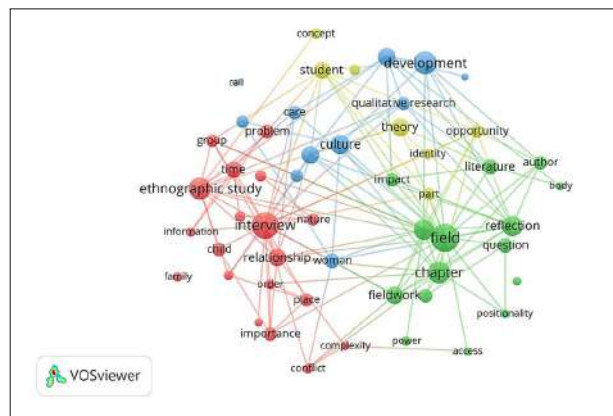 concept
student
development
call
qualitative research
care
group
problem
theory
opportunity
culture
identity
time
impact
literature
author
ethnographic study
part
body
information
interview
nature
field
reflection
child
relationship
woman
chapter
question
family
order
place
fieldwork
positionality
importance
complexity
power
access
conflict
VOSviewer